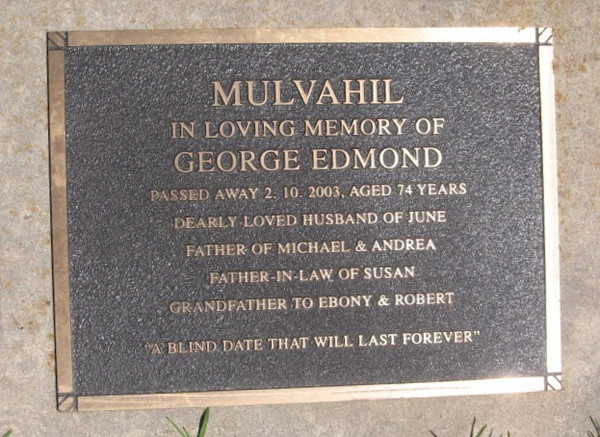 MULVAHIL
IN LOVING MEMORY OF
GEORGE EDMOND
PASSED AWAY 2. 10. 2003, AGED 74 YEARS
DEARLY LOVED HUSBAND OF JUNE
FATHER OF MICHAEL & ANDREA
FATHER-IN-LAW OF SUSAN
GRANDFATHER TO EBONY & ROBERT
"A BLIND DATE THAT WILL LAST FOREVER"